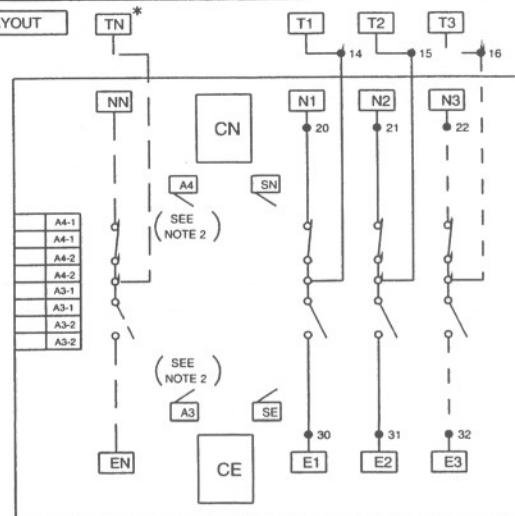 YOUT TN * T1 T2 T3
14 15 16
NN CN N1 N2 N3
20 21 22
A4 SN
(SEE
NOTE 2)
A4-1
A4-1
A4-2
A4-2
A3-1
A3-1
A3-2
A3-2
(SEE
NOTE 2)
A3 SE
30 31 32
EN CE E1 E2 E3